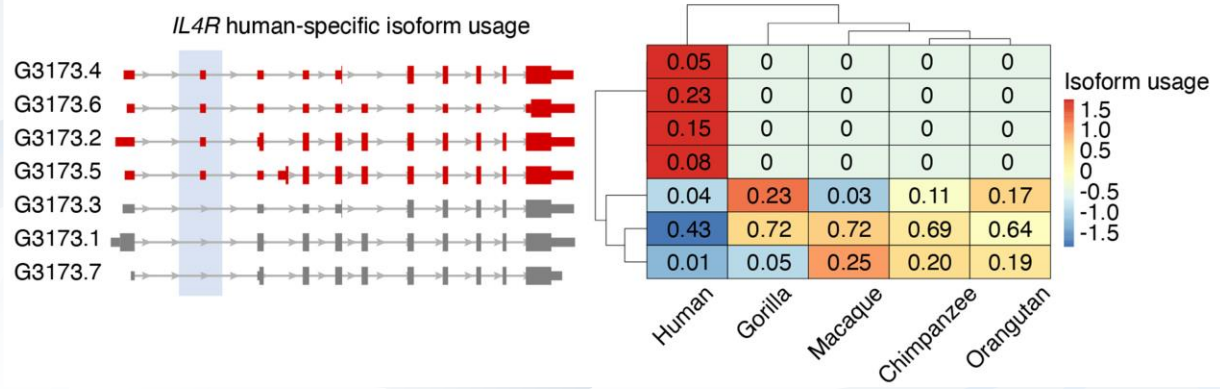 IL4R human-specific isoform usage
G3173.4
G3173.6
G3173.2
G3173.5
G3173.3
G3173.1
G3173.7
0.05 0 0 0 0
0.23 0 0 0 0
0.15 0 0 0 0
0.08 0 0 0 0
0.04 0.23 0.03 0.11 0.17
0.43 0.72 0.72 0.69 0.64
0.01 0.05 0.25 0.20 0.19
Human Gorilla Macaque Chimpanzee Orangutan
Isoform usage
1.5
1.0
0.5
0
-0.5
-1.0
-1.5